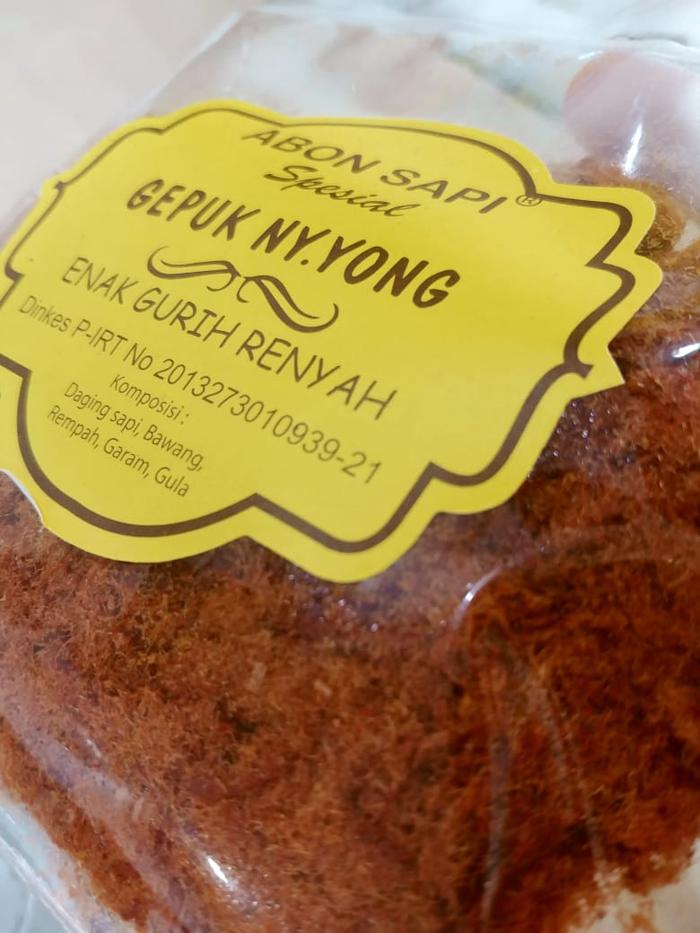 ABON SAPI ®
Spesial
GEPUK NY.YONG
ENAK GURIH RENYAH
Dinkes P-IRT No 2013273010939-21
Komposisi :
Daging sapi, Bawang,
Rempah, Garam, Gula